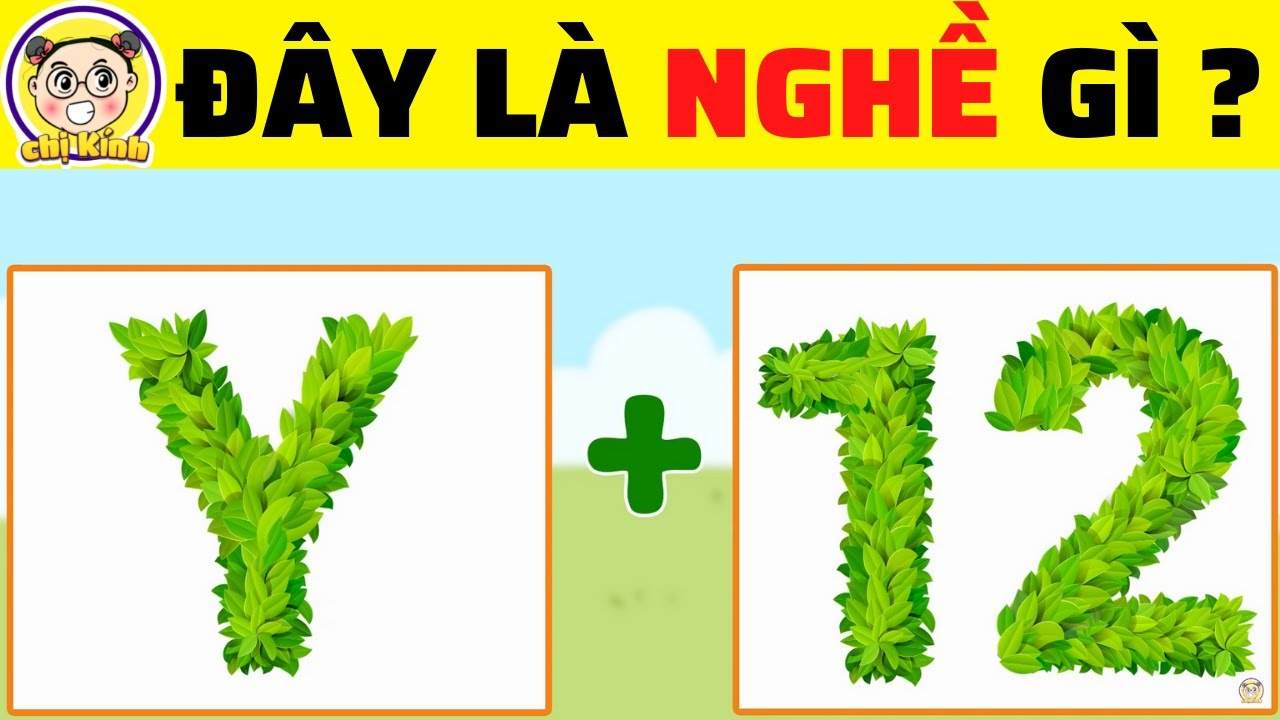 ĐÂY LÀ NGHỀ GÌ ?
chị Kính
Y + 12